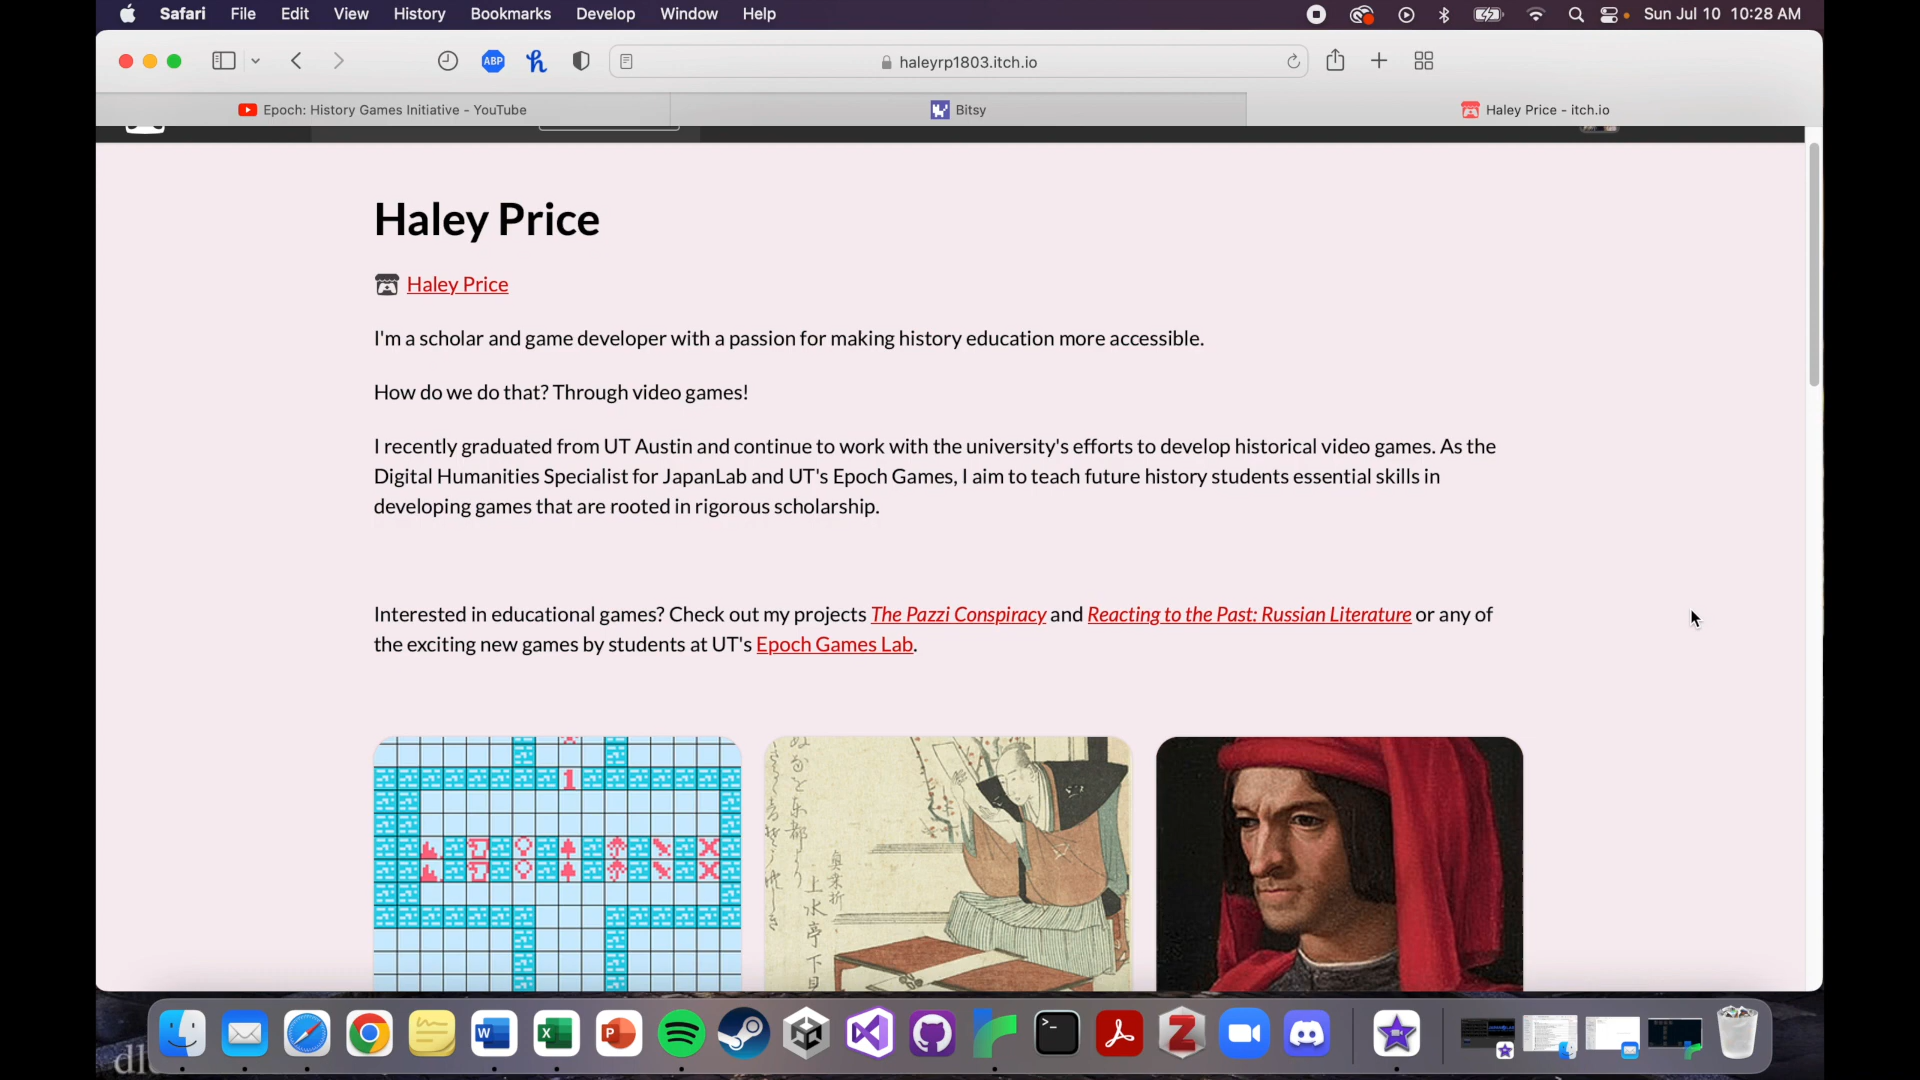 Safari File Edit View History Bookmarks Develop Window Help Sun Jul 10 10:28 AM
ABP haleyrp1803.itch.io
Epoch: History Games Initiative - YouTube Bitsy Haley Price - itch.io
Haley Price
Haley Price
I'm a scholar and game developer with a passion for making history education more accessible.
How do we do that? Through video games!
I recently graduated from UT Austin and continue to work with the university's efforts to develop historical video games. As the
Digital Humanities Specialist for JapanLab and UT's Epoch Games, I aim to teach future history students essential skills in
developing games that are rooted in rigorous scholarship.
Interested in educational games? Check out my projects The Pazzi Conspiracy and Reacting to the Past: Russian Literature or any of
the exciting new games by students at UT's Epoch Games Lab.
1